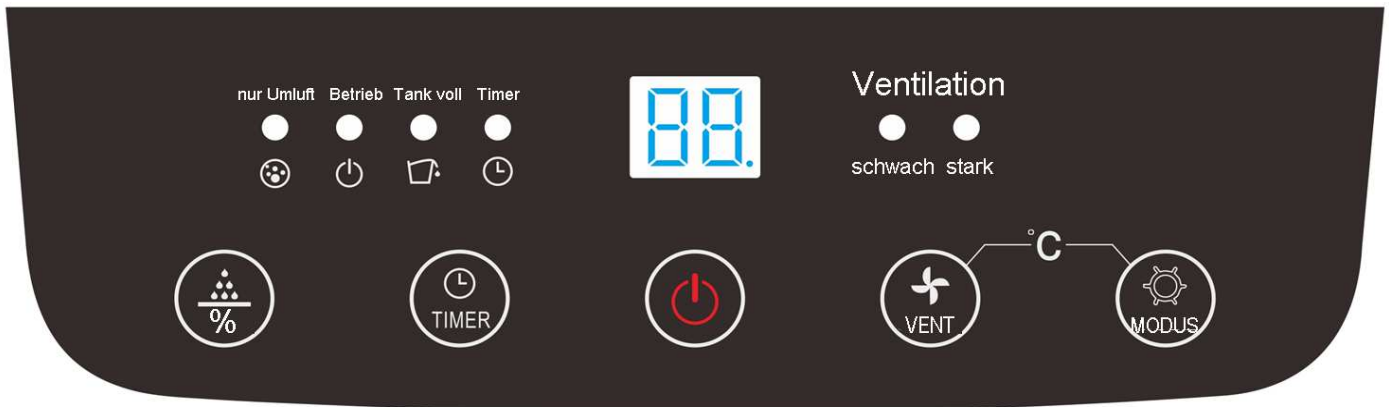 Ventilation
nur Umluft Betrieb Tank voll Timer
88.
schwach stark
°C
%
TIMER
VENT
MODUS